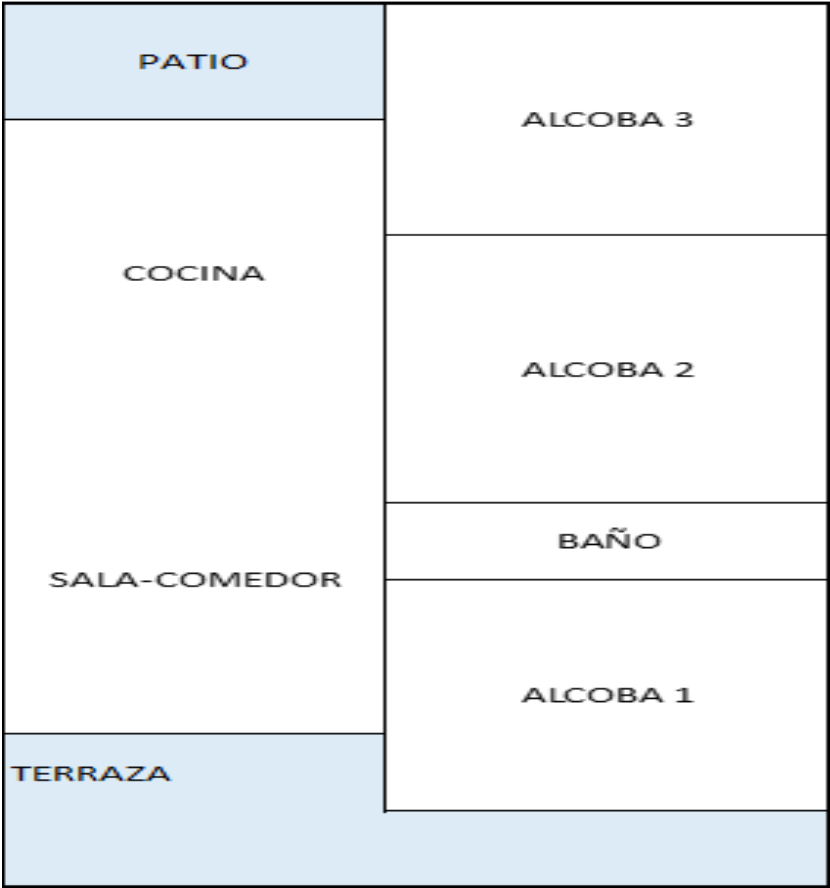 PATIO
ALCOBA 3
COCINA
ALCOBA 2
BAÑO
SALA-COMEDOR
ALCOBA 1
TERRAZA